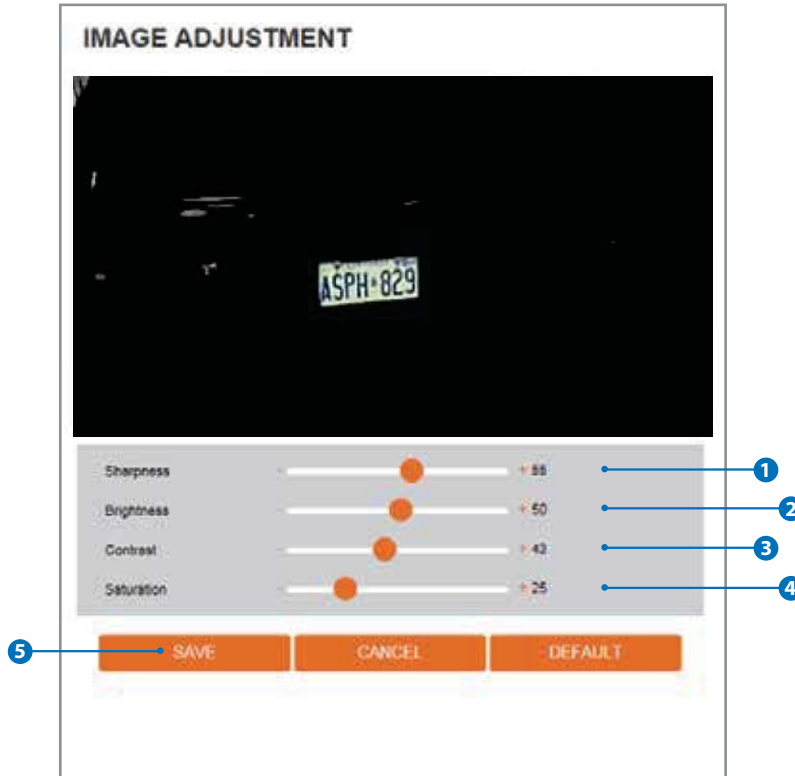 IMAGE ADJUSTMENT
ASPH 829
Sharpness - + 55 1
Brightness - + 50 2
Contrast - + 43 3
Saturation - + 25 4
5 SAVE CANCEL DEFAULT